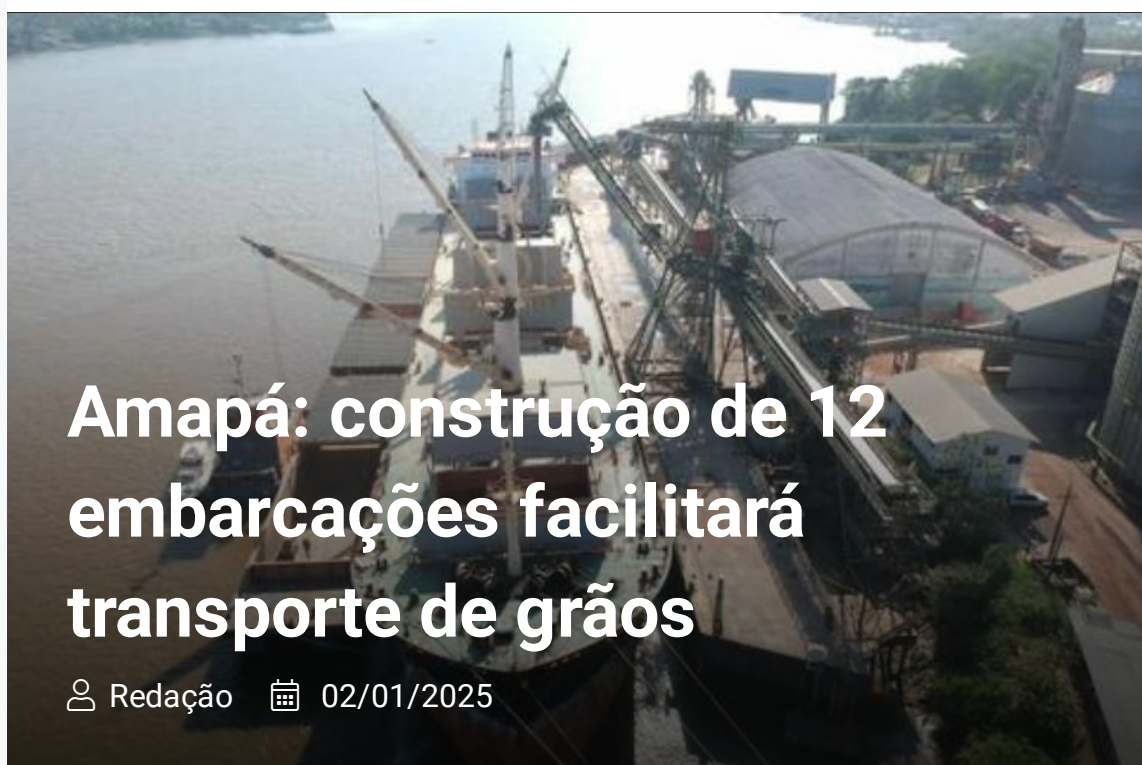 Amapá: construção de 12
embarcações facilitará
transporte de grãos
Redação 02/01/2025